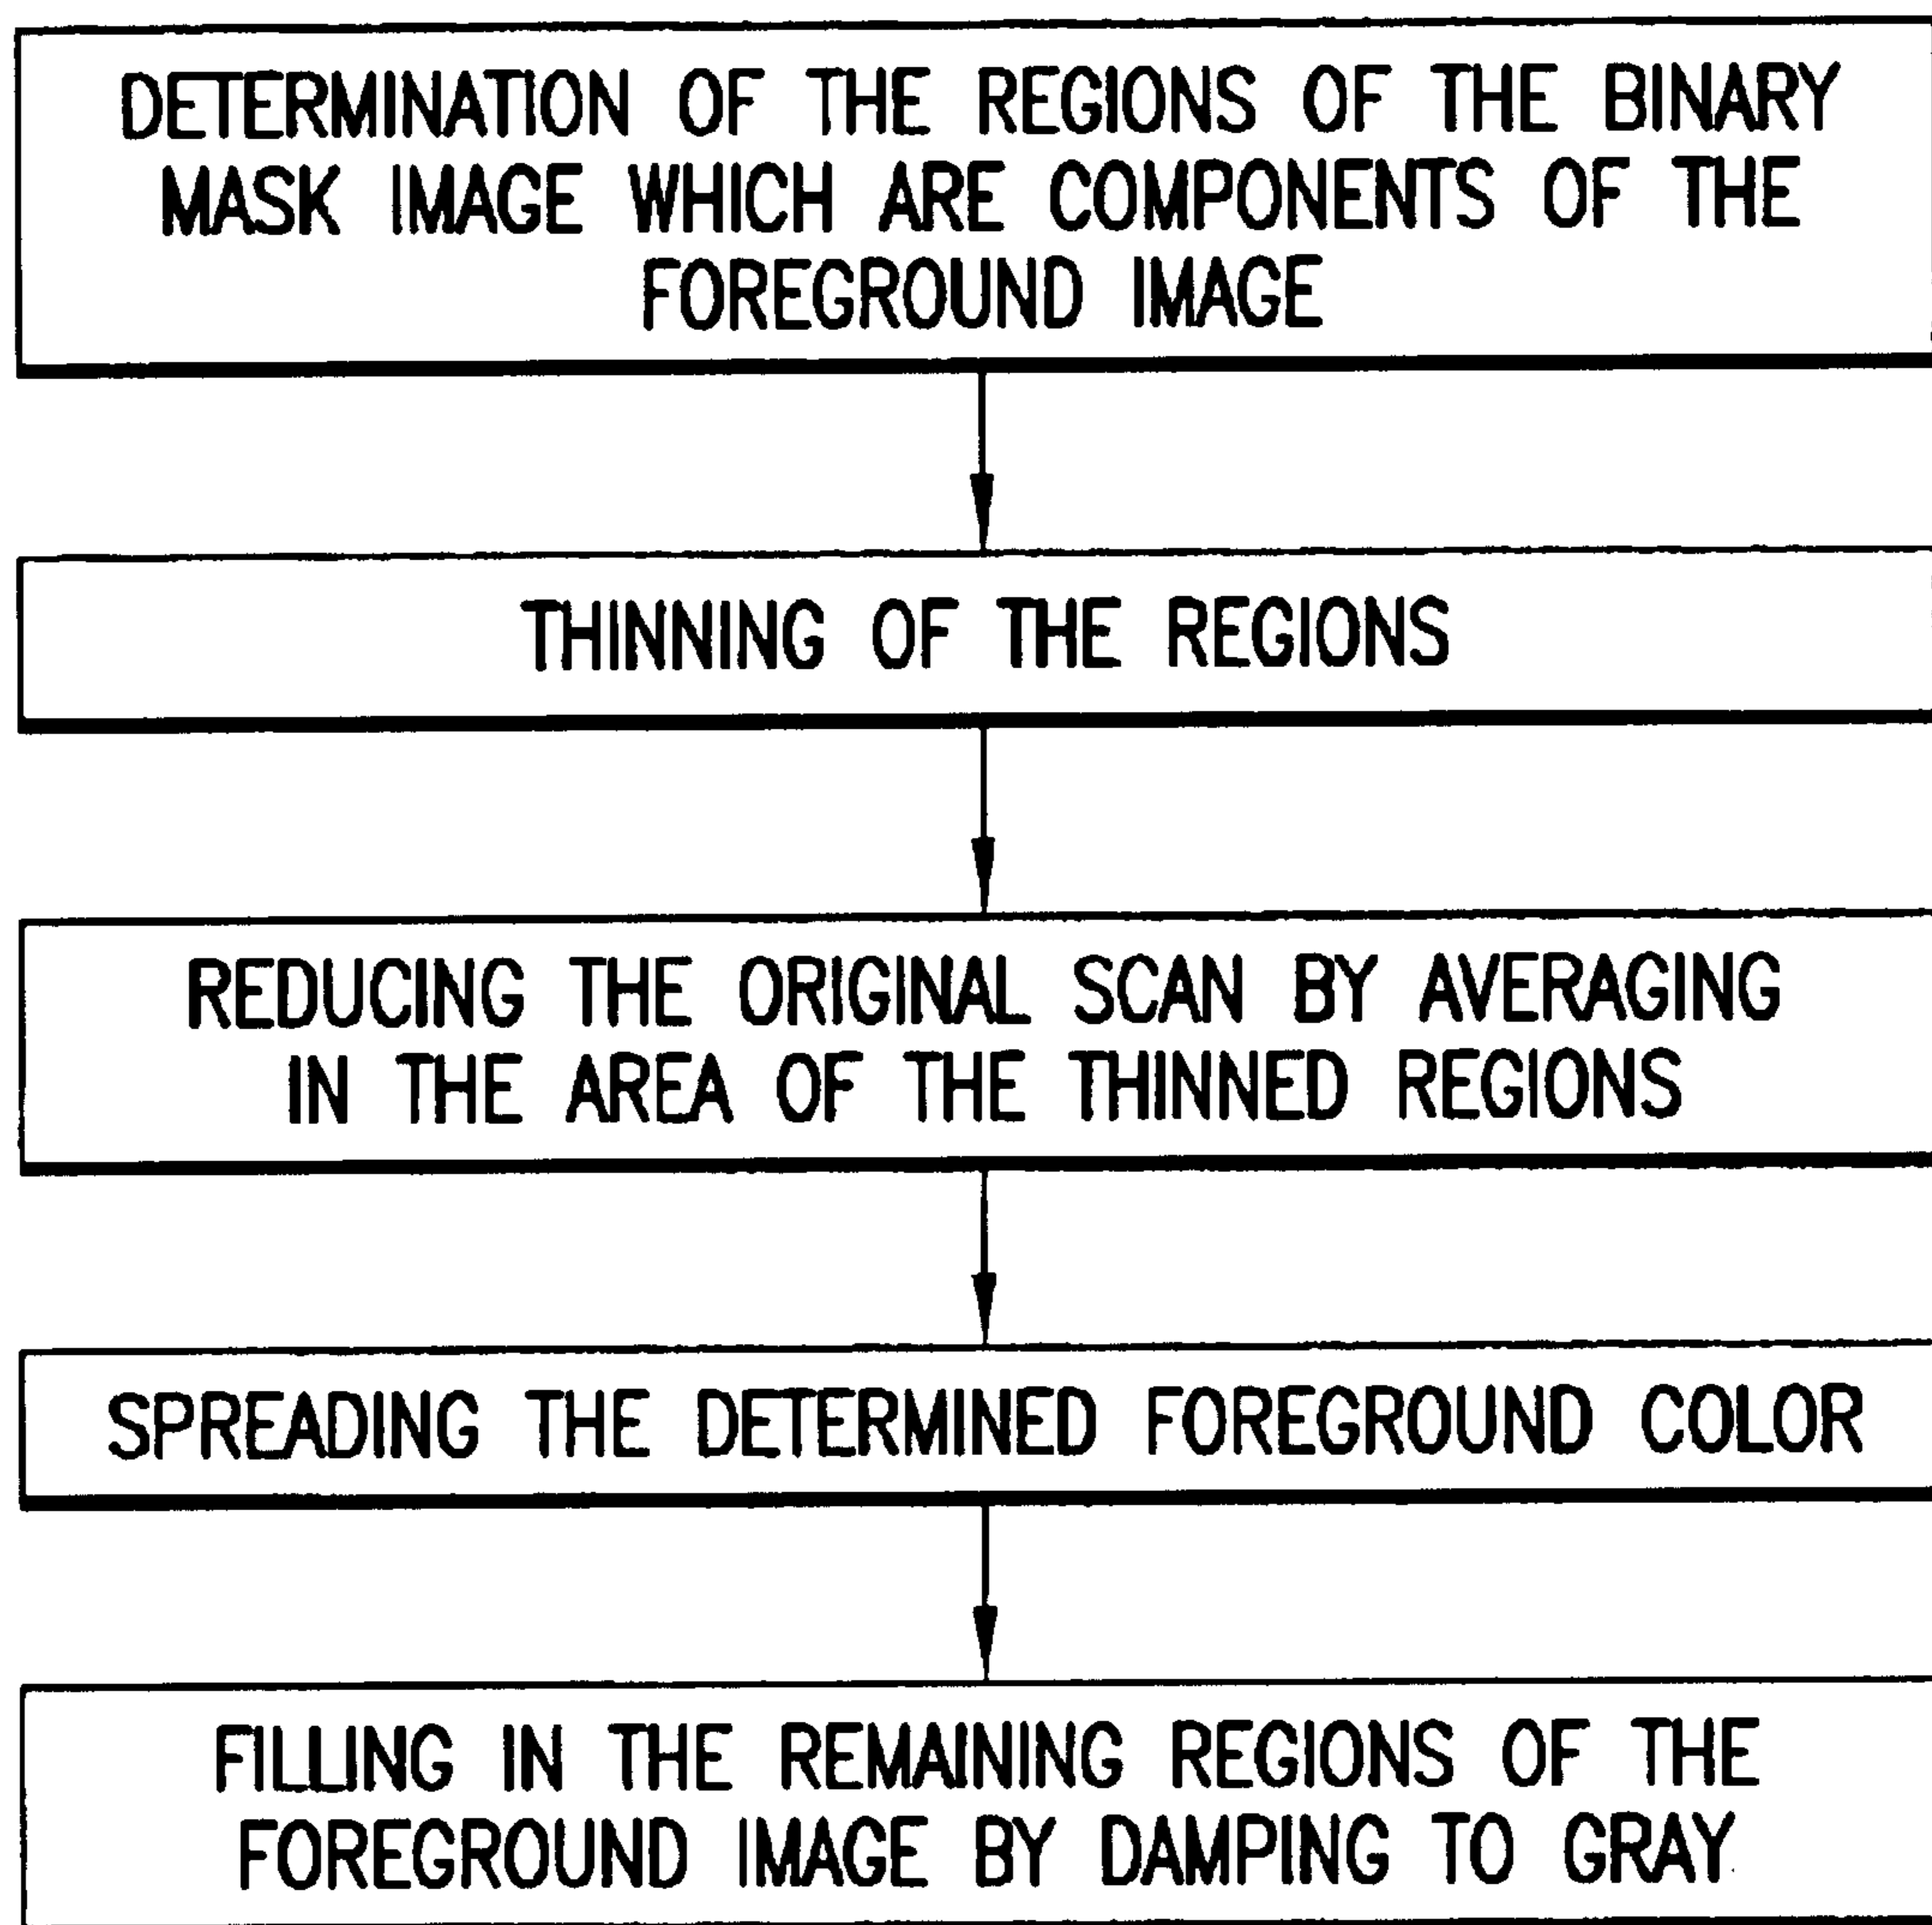 DETERMINATION OF THE REGIONS OF THE BINARY
MASK IMAGE WHICH ARE COMPONENTS OF THE
FOREGROUND IMAGE
THINNING OF THE REGIONS
REDUCING THE ORIGINAL SCAN BY AVERAGING
IN THE AREA OF THE THINNED REGIONS
SPREADING THE DETERMINED FOREGROUND COLOR
FILLING IN THE REMAINING REGIONS OF THE
FOREGROUND IMAGE BY DAMPING TO GRAY